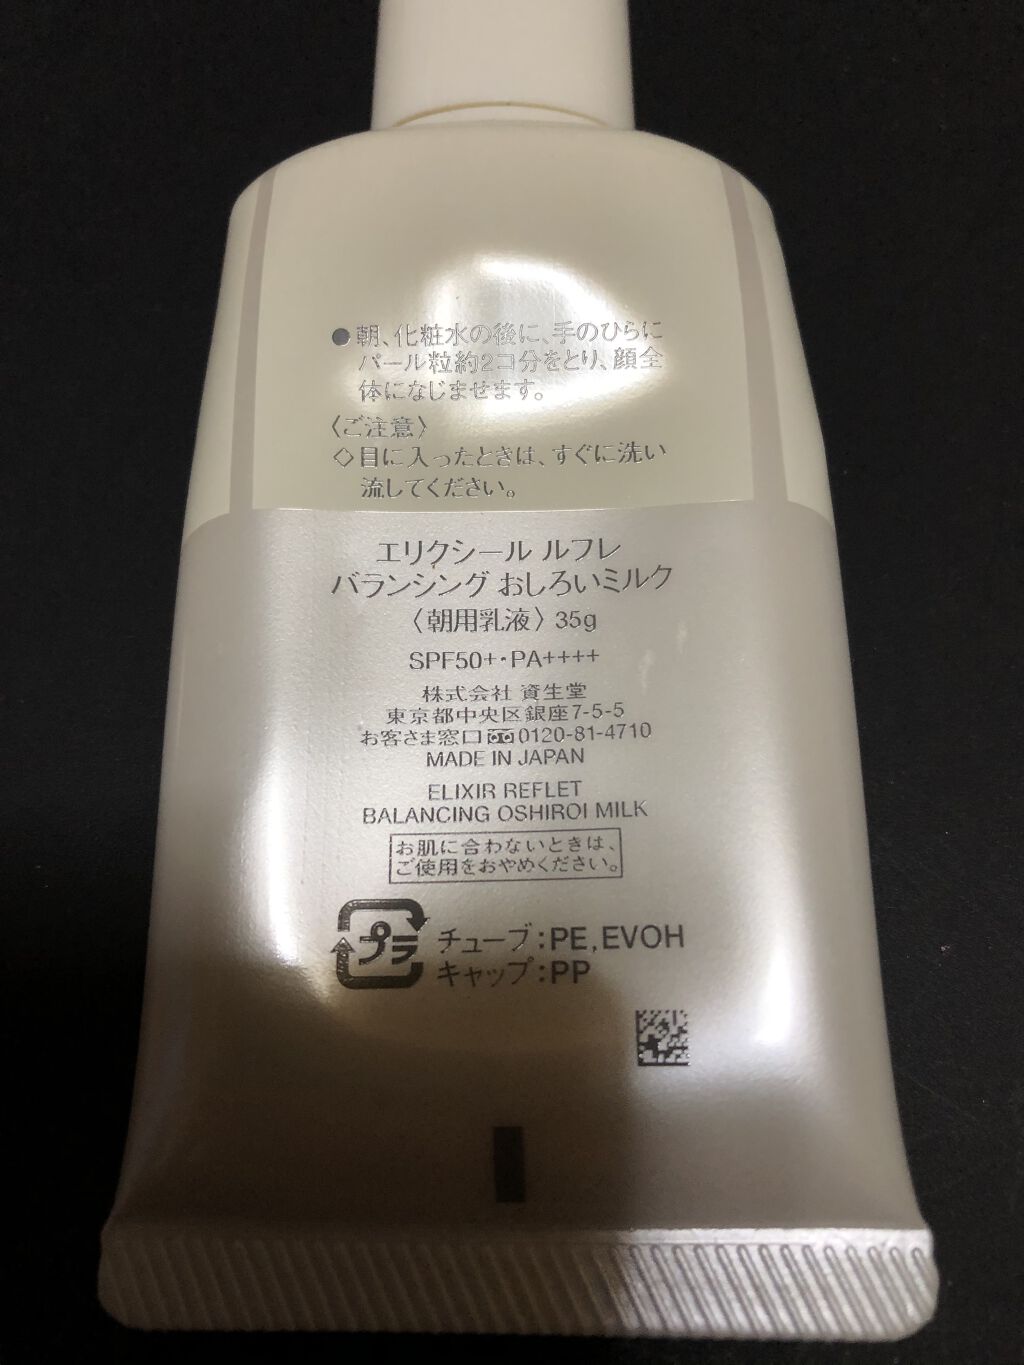 ●朝、化粧水の後に、手のひらに
パール粒約2コ分をとり、顔全
体になじませます。
〈ご注意〉
◇目に入ったときは、すぐに洗い
流してください。
エリクシール ルフレ
バランシング おしろいミルク
〈朝用乳液〉 35g
SPF50+・PA++++
株式会社 資生堂
東京都中央区銀座7-5-5
お客さま窓口 0120-81-4710
MADE IN JAPAN
ELIXIR REFLET
BALANCING OSHIROI MILK
お肌に合わないときは、
ご使用をおやめください。
プラ
チューブ:PE,EVOH
キャップ:PP